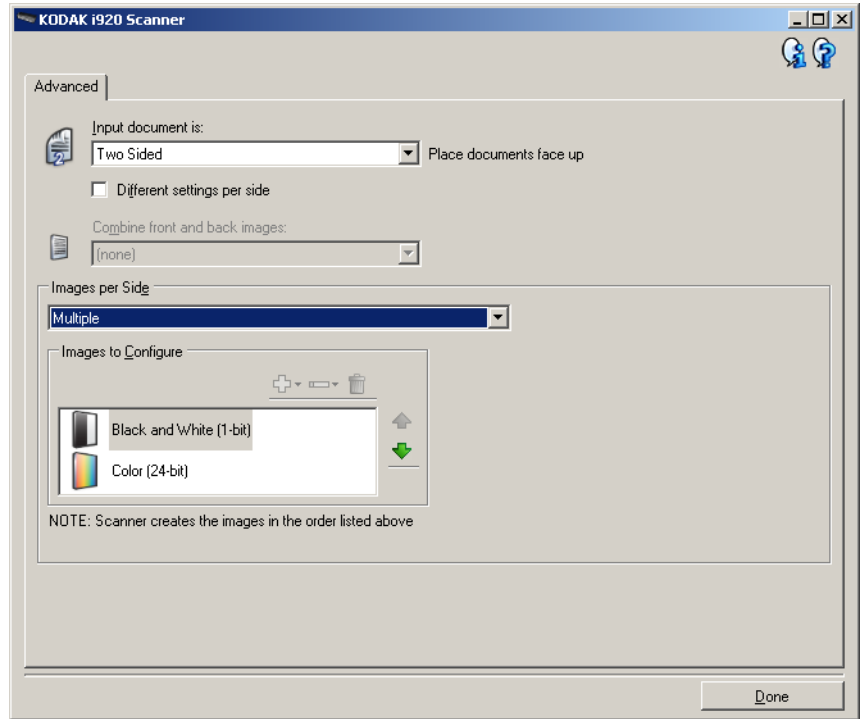 KODAK i920 Scanner
Advanced
Input document is:
Two Sided
Place documents face up
Different settings per side
Combine front and back images:
(none)
Images per Side
Multiple
Images to Configure
Black and White (1-bit)
Color (24-bit)
NOTE: Scanner creates the images in the order listed above
Done